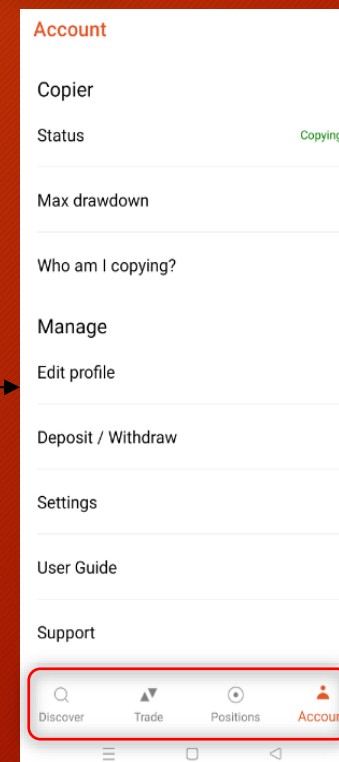 Account
Copier
Status Copying
Max drawdown
Who am I copying?
Manage
Edit profile
Deposit / Withdraw
Settings
User Guide
Support
Discover Trade Positions Account